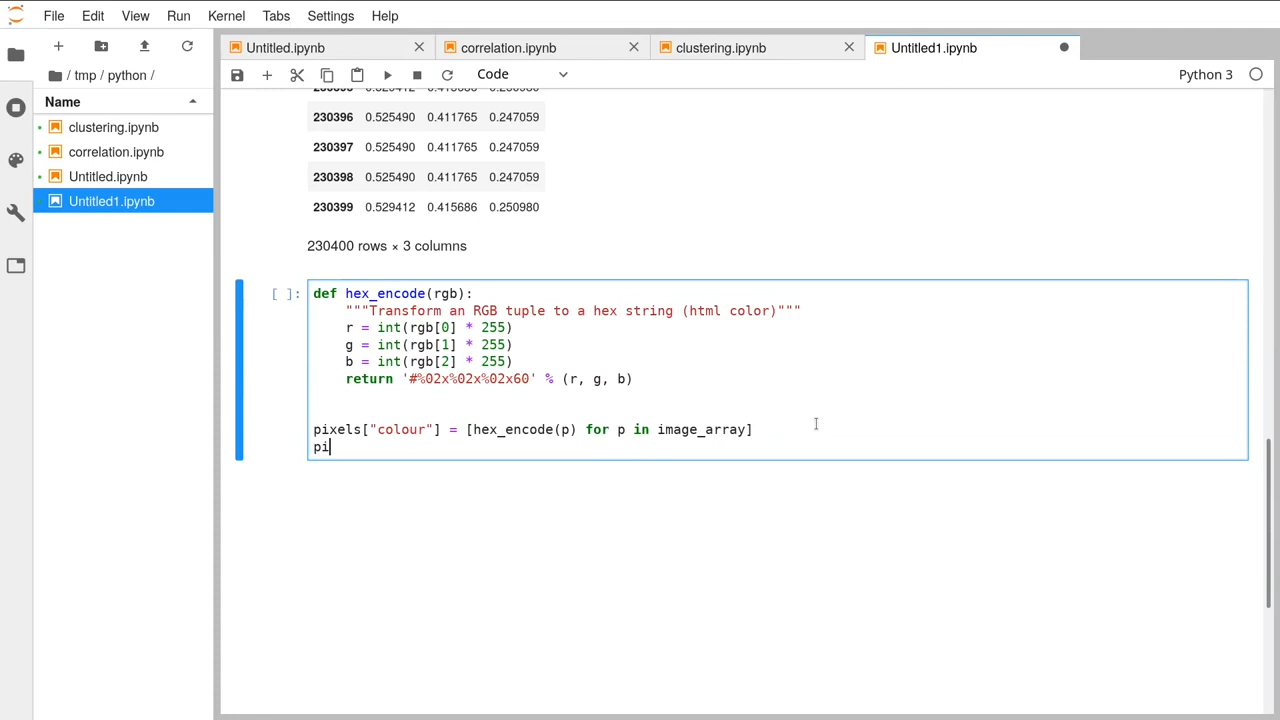 File Edit View Run Kernel Tabs Settings Help
Untitled.ipynb correlation.ipynb clustering.ipynb Untitled1.ipynb
Code Python 3
/ tmp / python /
Name
clustering.ipynb
correlation.ipynb
Untitled.ipynb
Untitled1.ipynb
230396 0.525490 0.411765 0.247059
230397 0.525490 0.411765 0.247059
230398 0.525490 0.411765 0.247059
230399 0.529412 0.415686 0.250980
230400 rows × 3 columns
[ ]: def hex_encode(rgb):
"""Transform an RGB tuple to a hex string (html color)"""
r = int(rgb[0] * 255)
g = int(rgb[1] * 255)
b = int(rgb[2] * 255)
return '#%02x%02x%02x60' % (r, g, b)
pixels["colour"] = [hex_encode(p) for p in image_array]
pi